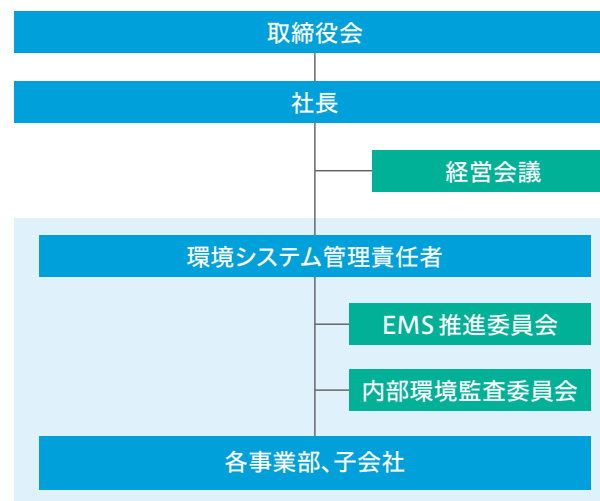 取締役会
社長
経営会議
環境システム管理責任者
EMS推進委員会
内部環境監査委員会
各事業部、子会社